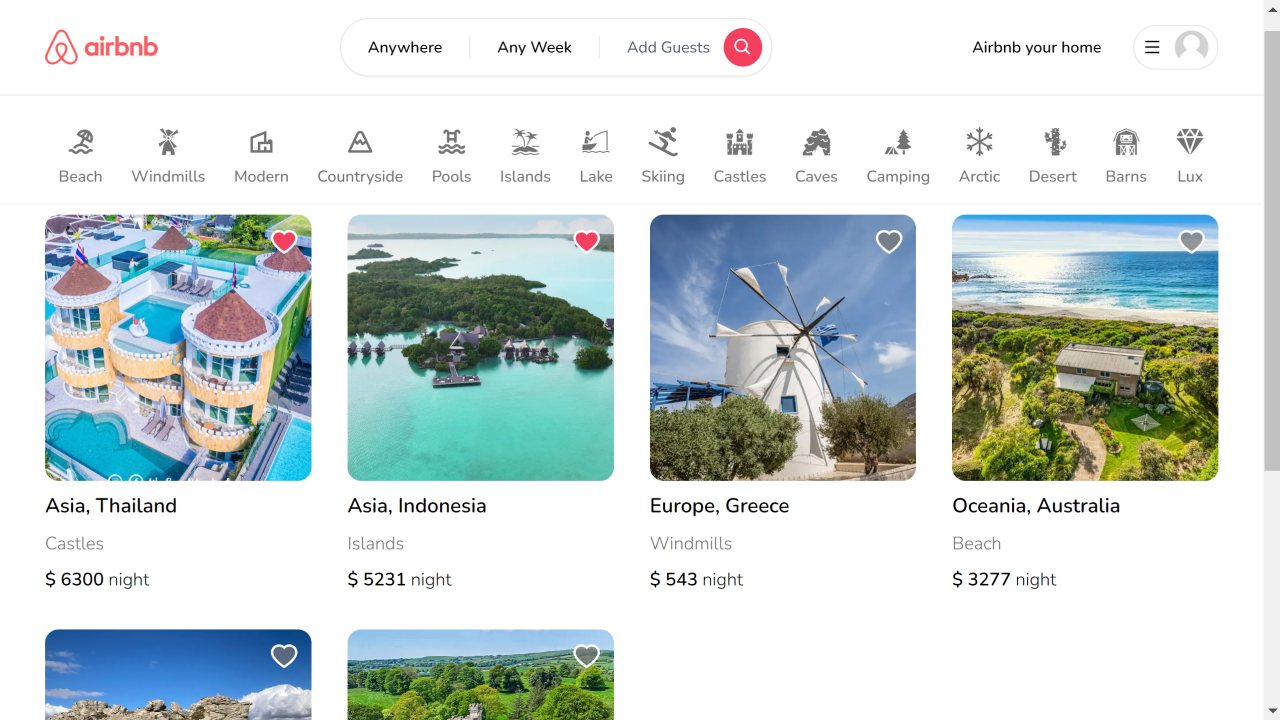 airbnb
Anywhere
Any Week
Add Guests
Airbnb your home
Beach
Windmills
Modern
Countryside
Pools
Islands
Lake
Skiing
Castles
Caves
Camping
Arctic
Desert
Barns
Lux
Asia, Thailand
Castles
$ 6300 night
Asia, Indonesia
Islands
$ 5231 night
Europe, Greece
Windmills
$ 543 night
Oceania, Australia
Beach
$ 3277 night